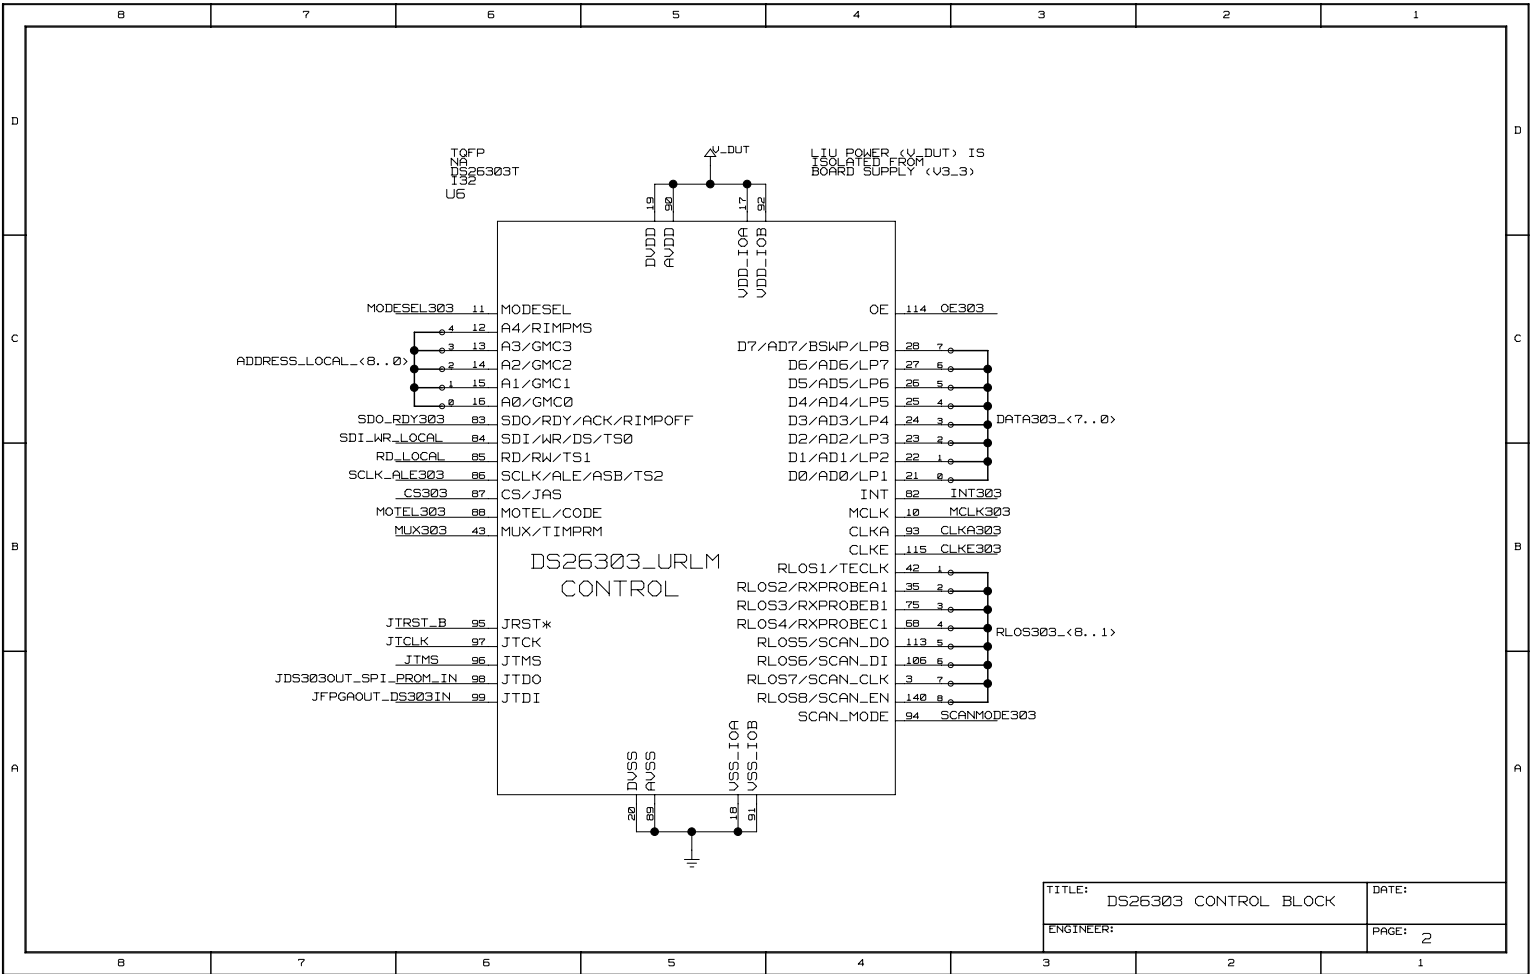 8 7 6 5 4 3 2 1
D D
TQFP
NA
DS26303T
I32
U6
V_DUT
LIU POWER (V_DUT) IS
ISOLATED FROM
BOARD SUPPLY (V3_3)
19 90 17 92
DVDD AVDD VDD_IOA VDD_IOB
MODESEL303 11 MODESEL OE 114 OE303
4 12 A4/RIMPMS
C 3 13 A3/GMC3 D7/AD7/BSWP/LP8 28 7 C
ADDRESS_LOCAL_<8..0> 2 14 A2/GMC2 D6/AD6/LP7 27 6
1 15 A1/GMC1 D5/AD5/LP6 26 5
0 16 A0/GMC0 D4/AD4/LP5 25 4
SDO_RDY303 83 SDO/RDY/ACK/RIMPOFF D3/AD3/LP4 24 3 DATA303_<7..0>
SDI_WR_LOCAL 84 SDI/WR/DS/TS0 D2/AD2/LP3 23 2
RD_LOCAL 85 RD/RW/TS1 D1/AD1/LP2 22 1
SCLK_ALE303 86 SCLK/ALE/ASB/TS2 D0/AD0/LP1 21 0
CS303 87 CS/JAS INT 82 INT303
MOTEL303 88 MOTEL/CODE MCLK 10 MCLK303
MUX303 43 MUX/TIMPRM CLKA 93 CLKA303
B CLKE 115 CLKE303 B
DS26303_URLM
CONTROL
RLOS1/TECLK 42 1
RLOS2/RXPROBEA1 35 2
RLOS3/RXPROBEB1 75 3
JTRST_B 95 JRST* RLOS4/RXPROBEC1 68 4 RLOS303_<8..1>
JTCLK 97 JTCK RLOS5/SCAN_DO 113 5
JTMS 96 JTMS RLOS6/SCAN_DI 106 6
JDS303OUT_SPI_PROM_IN 98 JTDO RLOS7/SCAN_CLK 3 7
JFPGAOUT_DS303IN 99 JTDI RLOS8/SCAN_EN 140 8
SCAN_MODE 94 SCANMODE303
DVSS AVSS VSS_IOA VSS_IOB
A A
20 89 18 91
TITLE: DS26303 CONTROL BLOCK DATE:
ENGINEER: PAGE: 2
8 7 6 5 4 3 2 1